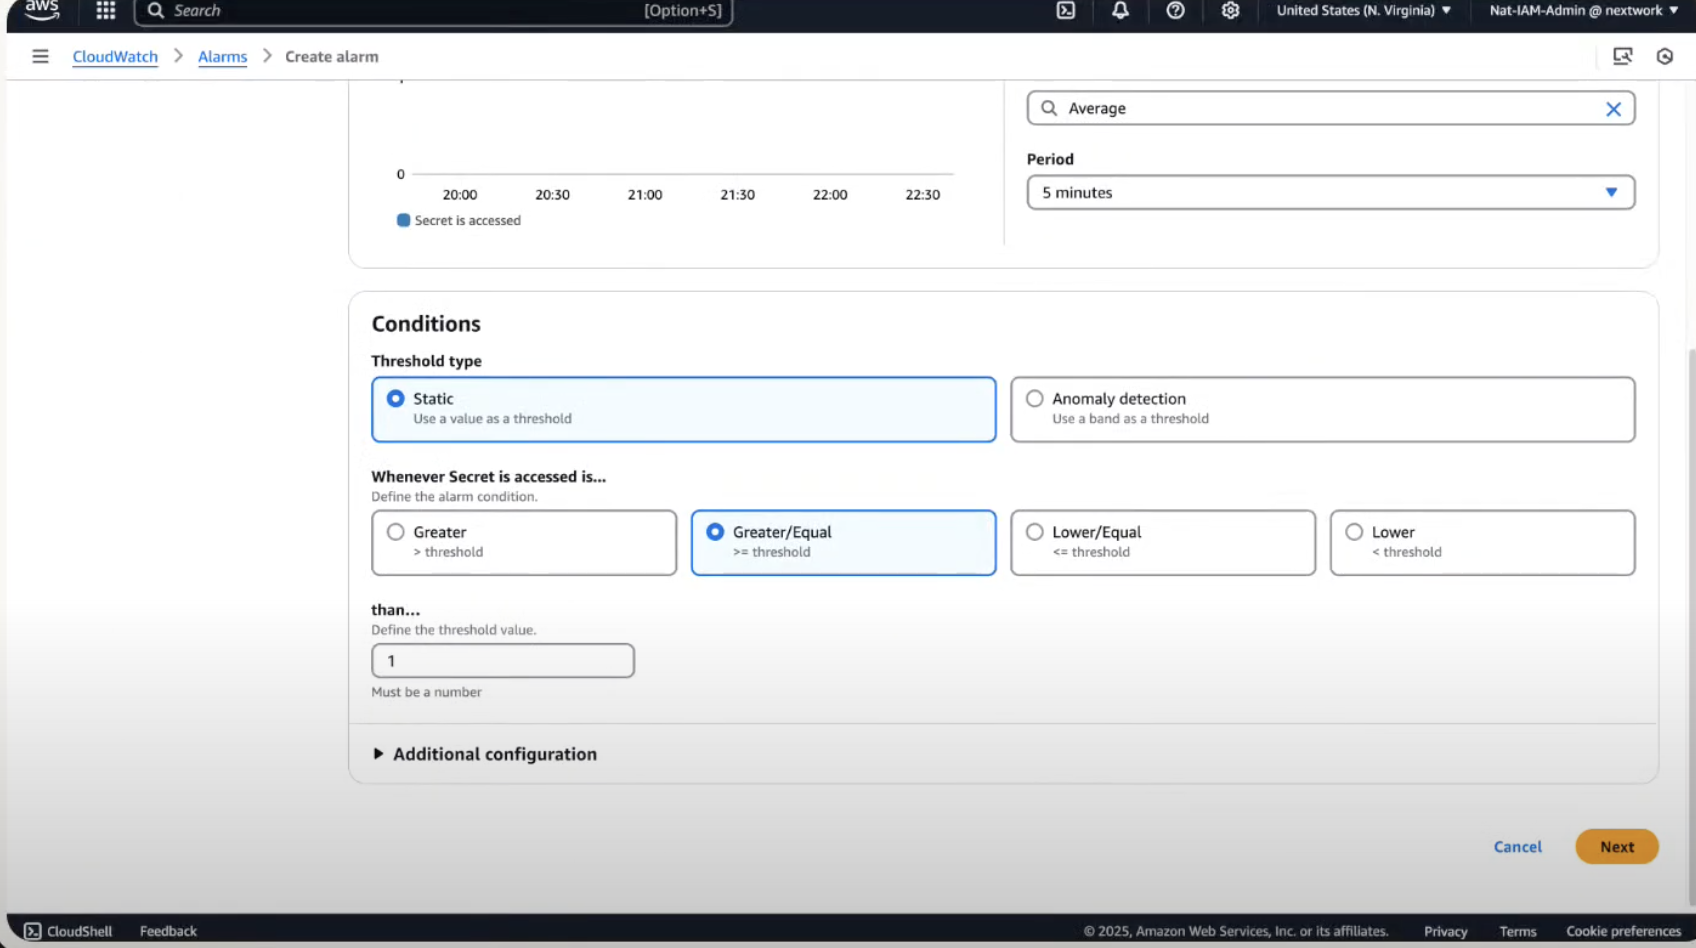 aws
Search
[Option+S]
United States (N. Virginia)
Nat-IAM-Admin @ nextwork
CloudWatch
Alarms
Create alarm
Average
Period
5 minutes
0
20:00 20:30 21:00 21:30 22:00 22:30
Secret is accessed
Conditions
Threshold type
Static
Use a value as a threshold
Anomaly detection
Use a band as a threshold
Whenever Secret is accessed is...
Define the alarm condition.
Greater
> threshold
Greater/Equal
>= threshold
Lower/Equal
<= threshold
Lower
< threshold
than...
Define the threshold value.
1
Must be a number
Additional configuration
Cancel
Next
CloudShell
Feedback
© 2025, Amazon Web Services, Inc. or its affiliates.
Privacy
Terms
Cookie preferences